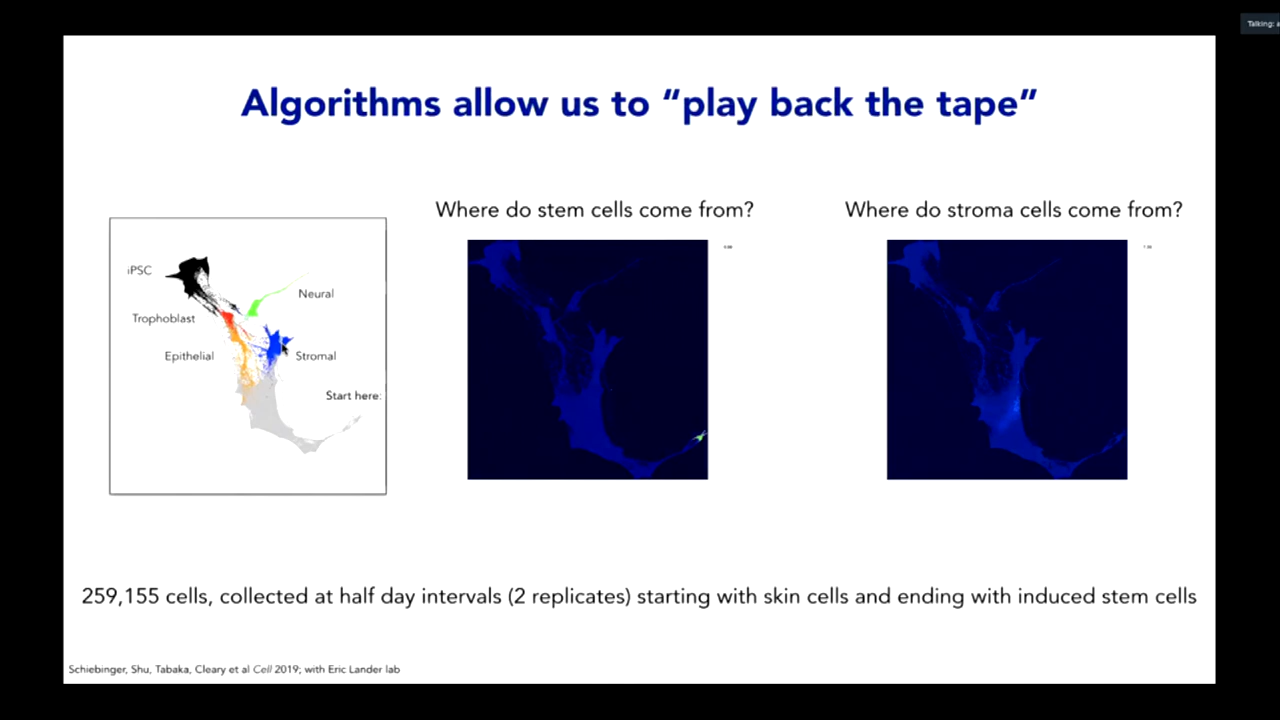 Talking: a
Algorithms allow us to “play back the tape”
Where do stem cells come from?
Where do stroma cells come from?
iPSC
Neural
Trophoblast
Epithelial
Stromal
Start here:
259,155 cells, collected at half day intervals (2 replicates) starting with skin cells and ending with induced stem cells
Schiebinger, Shu, Tabaka, Cleary et al Cell 2019; with Eric Lander lab